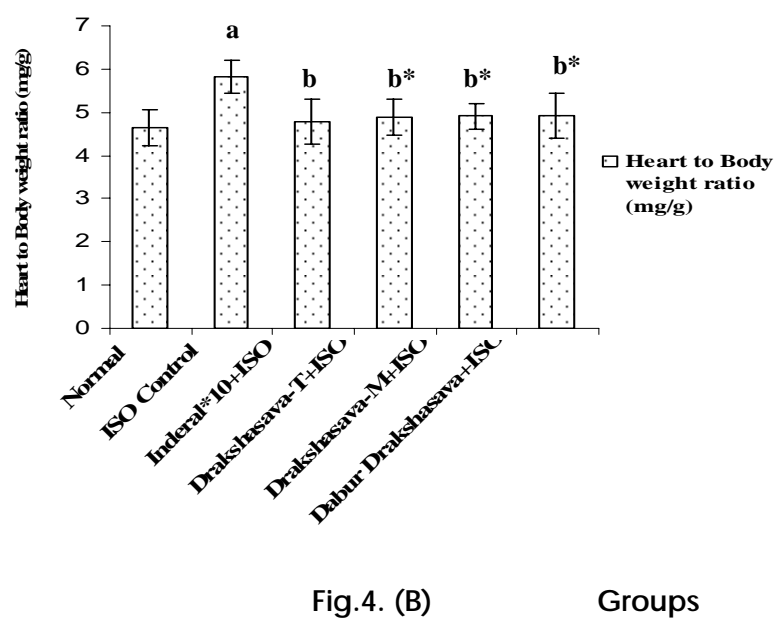 Heart to Body weight ratio (mg/g)
7
6
5
4
3
2
1
0
a
b
b*
b*
b*
Heart to Body
weight ratio
(mg/g)
Normal
ISO Control
Inderal*10+ISO
Drakshasava-T+ISO
Drakshasava-M+ISO
Dabur Drakshasava+ISO
Fig.4. (B) Groups